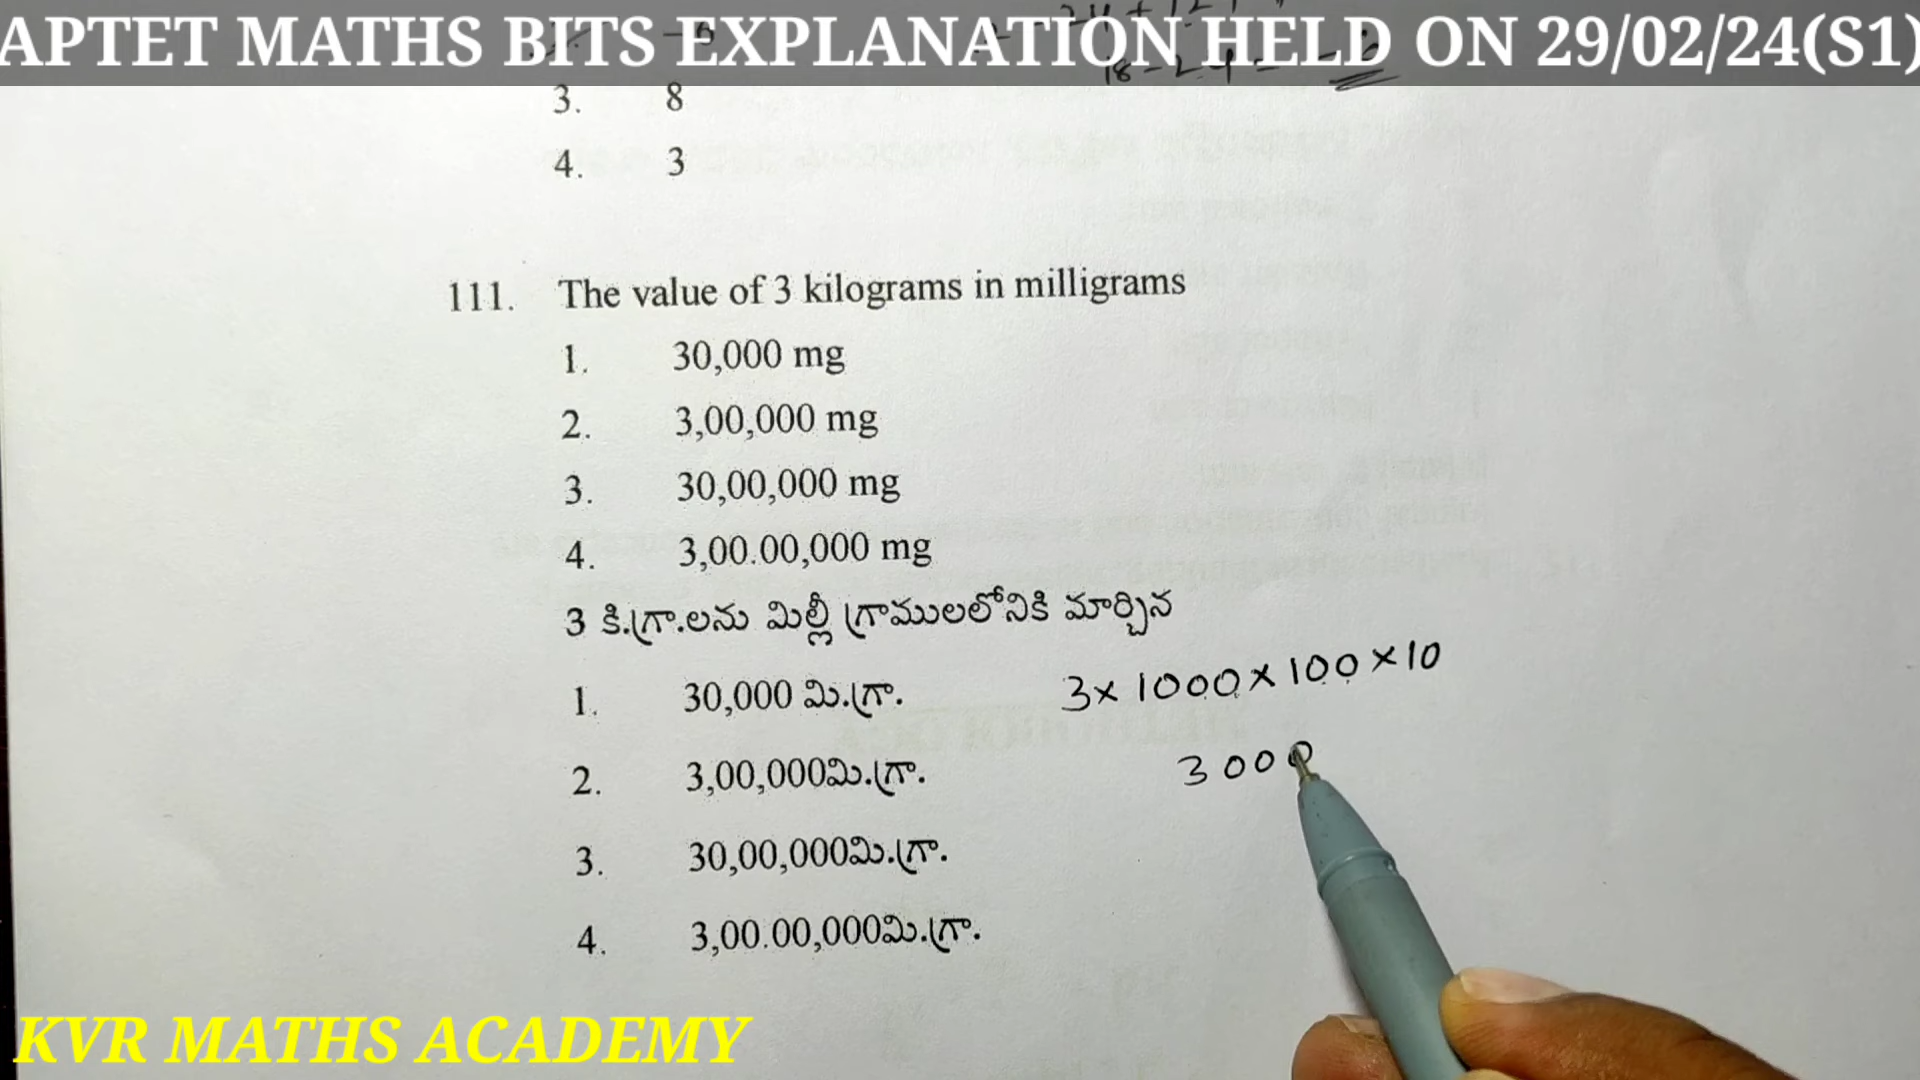 APTET MATHS BITS EXPLANATION HELD ON 29/02/24(S1)
3. 8
4. 3
111. The value of 3 kilograms in milligrams
1. 30,000 mg
2. 3,00,000 mg
3. 30,00,000 mg
4. 3,00.00,000 mg
3 కి.గ్రా.లను మిల్లీ గ్రాములలోనికి మార్చిన
1. 30,000 మి.గ్రా.
3× 1000 × 100 × 10
2. 3,00,000మి.గ్రా.
3000
3. 30,00,000మి.గ్రా.
4. 3,00.00,000మి.గ్రా.
KVR MATHS ACADEMY